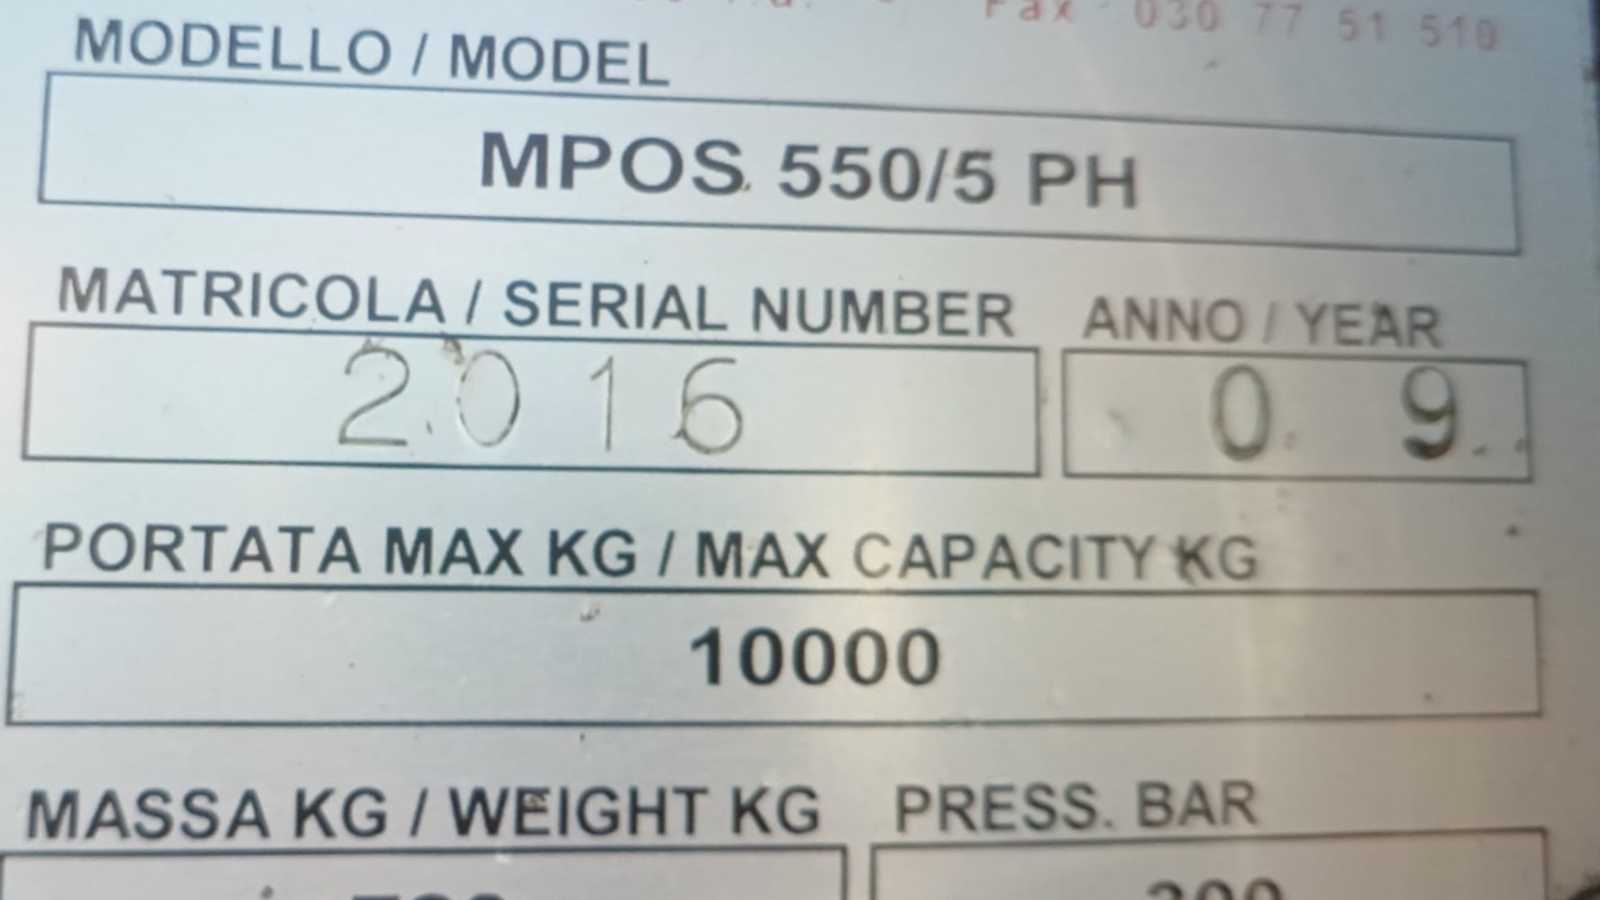 Fax 030 77 51 510
MODELLO / MODEL
MPOS 550/5 PH
MATRICOLA / SERIAL NUMBER ANNO / YEAR
2016 09
PORTATA MAX KG / MAX CAPACITY KG
10000
MASSA KG / WEIGHT KG PRESS. BAR